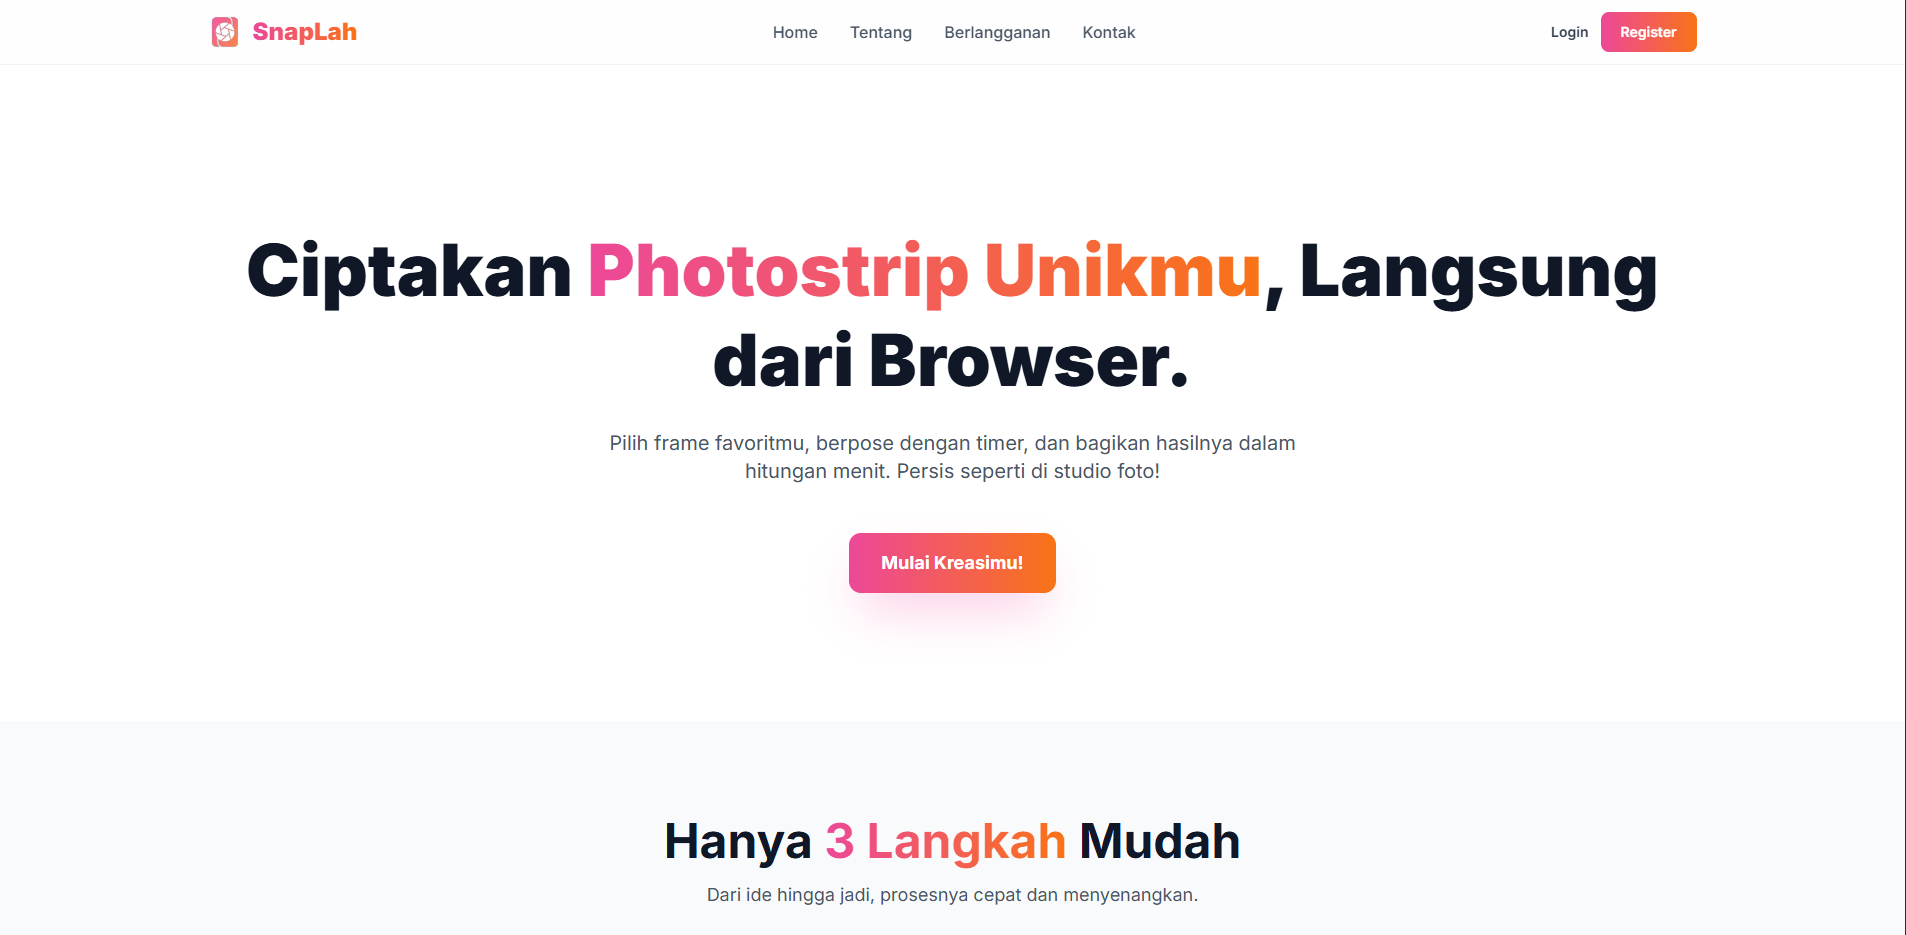 SnapLah
Home
Tentang
Berlangganan
Kontak
Login
Register
Ciptakan Photostrip Unikmu, Langsung
dari Browser.
Pilih frame favoritmu, berpose dengan timer, dan bagikan hasilnya dalam
hitungan menit. Persis seperti di studio foto!
Mulai Kreasimu!
Hanya 3 Langkah Mudah
Dari ide hingga jadi, prosesnya cepat dan menyenangkan.